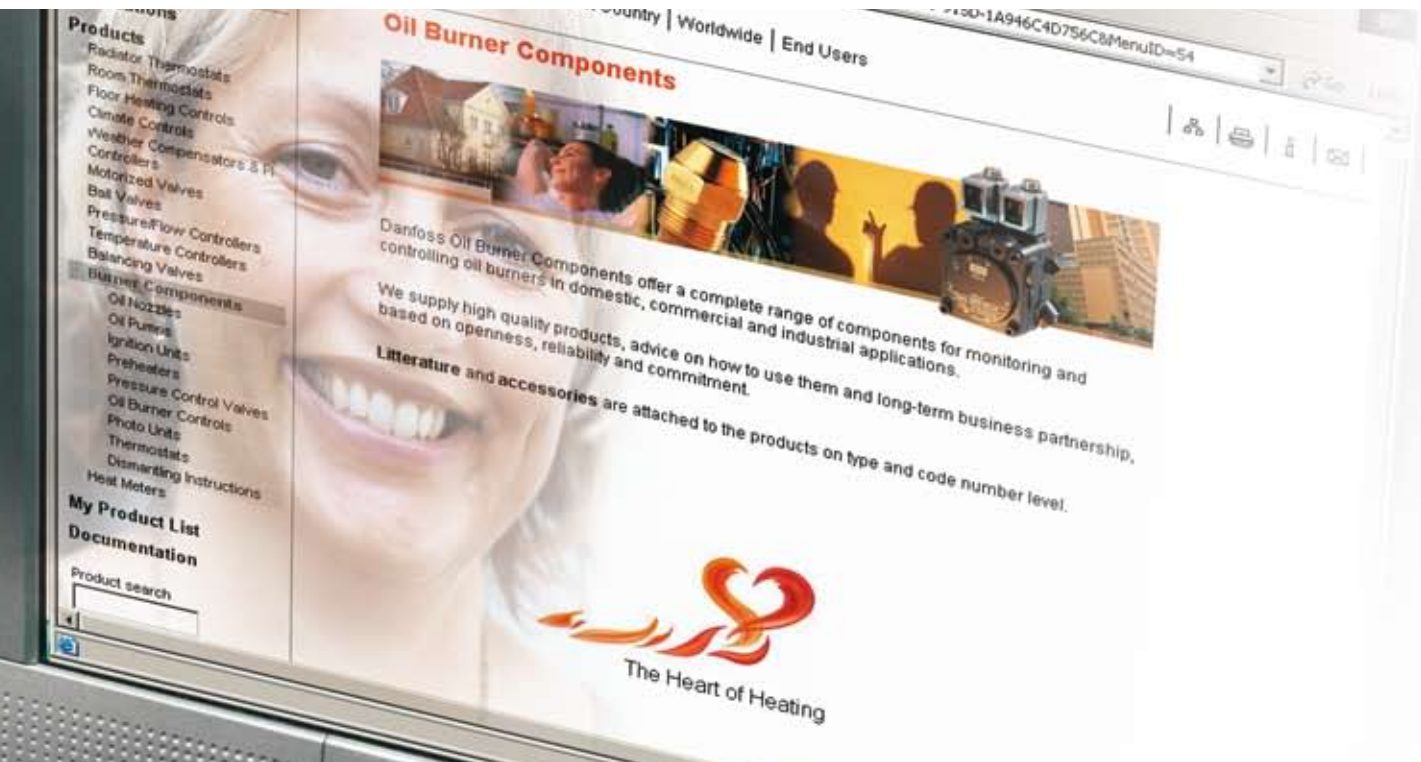 Country | Worldwide | End Users
Products
Radiator Thermostats
Room Thermostats
Floor Heating Controls
Climate Controls
Weather Compensators &
Controllers
Motorized Valves
Ball Valves
Pressure/Flow Controllers
Temperature Controllers
Balancing Valves
Burner Components
Oil Nozzles
Oil Pumps
Ignition Units
Preheaters
Pressure Control Valves
Oil Burner Controls
Photo Units
Thermostats
Dismantling Instructions
Heat Meters
My Product List
Documentation
Product search
Oil Burner Components
Danfoss Oil Burner Components offer a complete range of components for monitoring and
controlling oil burners in domestic, commercial and industrial applications.
We supply high quality products, advice on how to use them and long-term business partnership,
based on openness, reliability and commitment.
Litterature and accessories are attached to the products on type and code number level.
The Heart of Heating